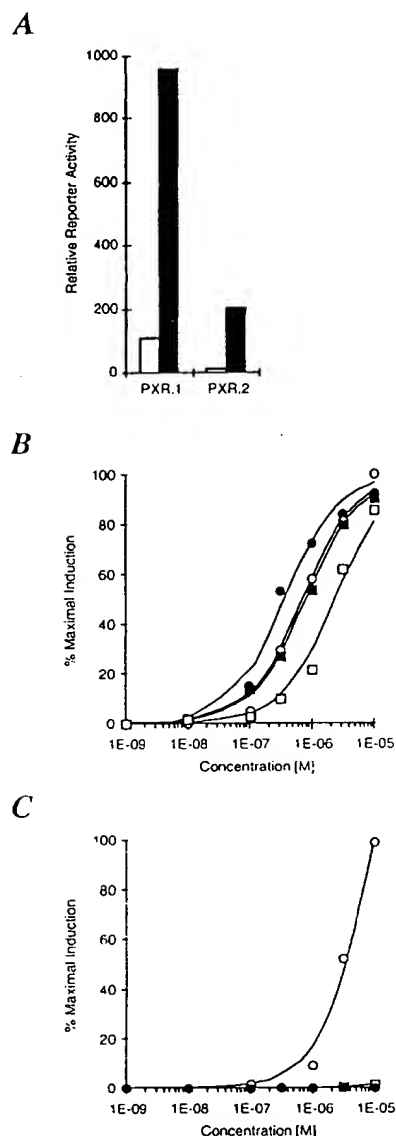 A
1000
800
600
400
200
0
Relative Reporter Activity
PXR.1 PXR.2
B
100
80
60
40
20
0
% Maximal Induction
1E-09 1E-08 1E-07 1E-06 1E-05
Concentration [M]
C
100
80
60
40
20
0
% Maximal Induction
1E-09 1E-08 1E-07 1E-06 1E-05
Concentration [M]